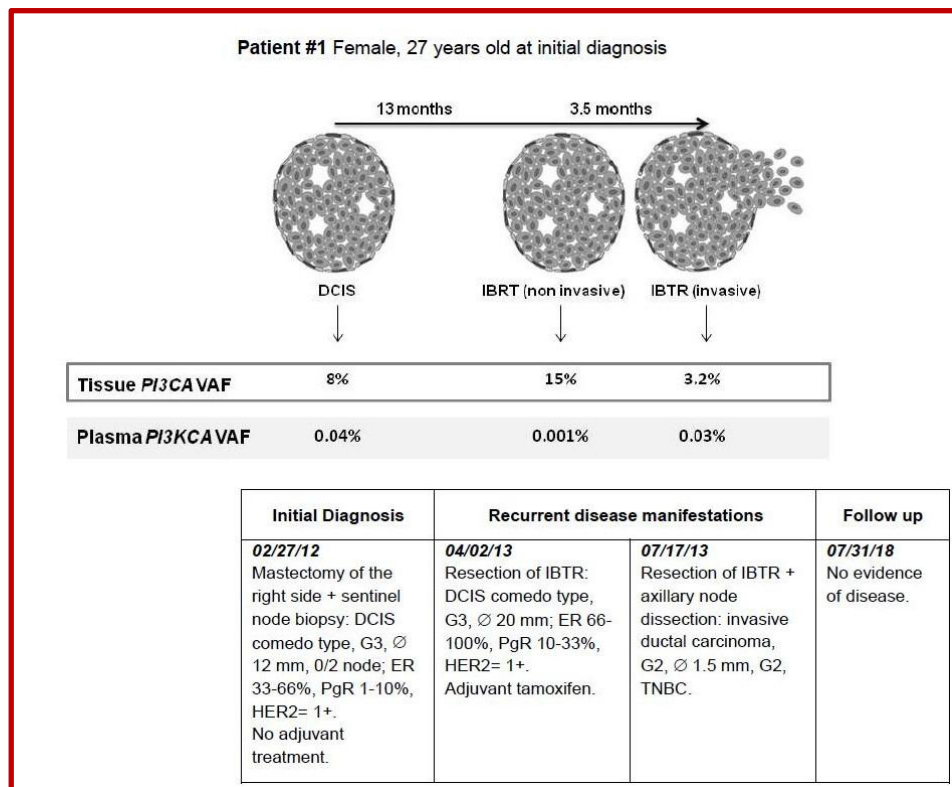 Patient #1 Female, 27 years old at initial diagnosis
13 months
3.5 months
DCIS
IBRT (non invasive)
IBTR (invasive)
Tissue PI3CA VAF
8%
15%
3.2%
Plasma PI3KCA VAF
0.04%
0.001%
0.03%
Initial Diagnosis
Recurrent disease manifestations
Follow up
02/27/12
Mastectomy of the
right side + sentinel
node biopsy: DCIS
comedo type, G3, ∅
12 mm, 0/2 node; ER
33-66%, PgR 1-10%,
HER2= 1+.
No adjuvant
treatment.
04/02/13
Resection of IBTR:
DCIS comedo type,
G3, ∅ 20 mm; ER 66-
100%, PgR 10-33%,
HER2= 1+.
Adjuvant tamoxifen.
07/17/13
Resection of IBTR +
axillary node
dissection: invasive
ductal carcinoma,
G2, ∅ 1.5 mm, G2,
TNBC.
07/31/18
No evidence
of disease.